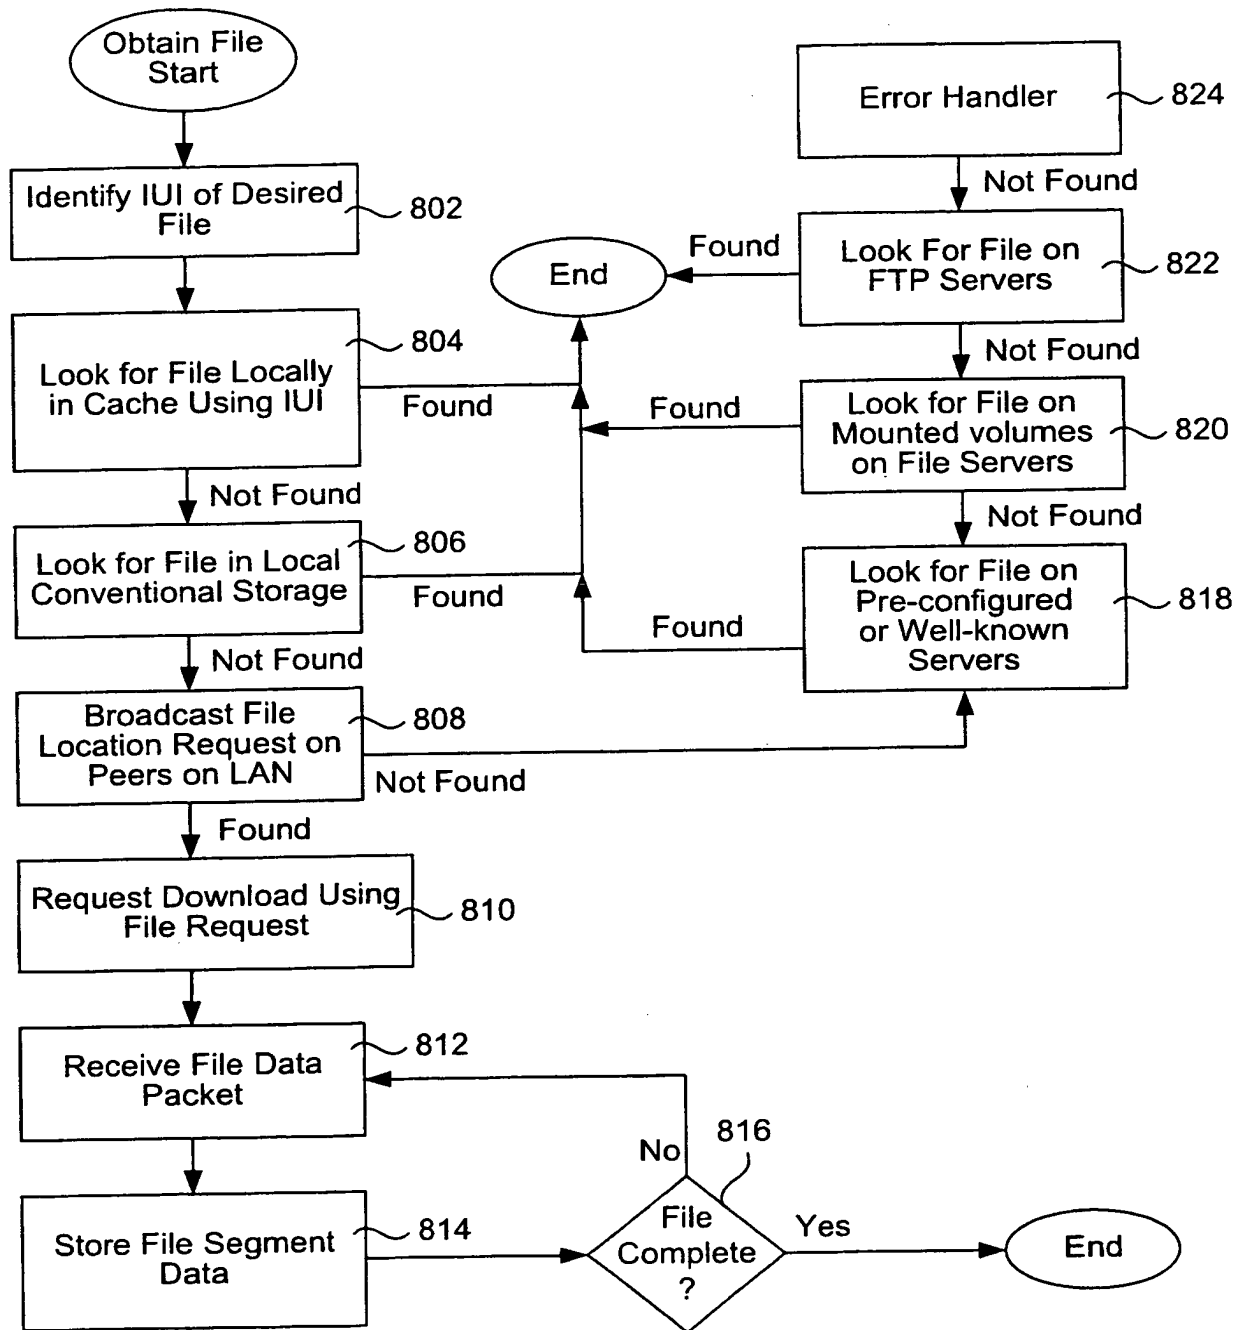 Obtain File
Start
Identify IUI of Desired
File
802
Look for File Locally
in Cache Using IUI
804
Found
Not Found
Look for File in Local
Conventional Storage
806
Found
Not Found
Broadcast File
Location Request on
Peers on LAN
808
Not Found
Found
Request Download Using
File Request
810
Receive File Data
Packet
812
Store File Segment
Data
814
File
Complete
?
816
No
Yes
End
Error Handler
824
Not Found
Look For File on
FTP Servers
822
Found
End
Not Found
Look for File on
Mounted volumes
on File Servers
820
Found
Not Found
Look for File on
Pre-configured
or Well-known
Servers
818
Found